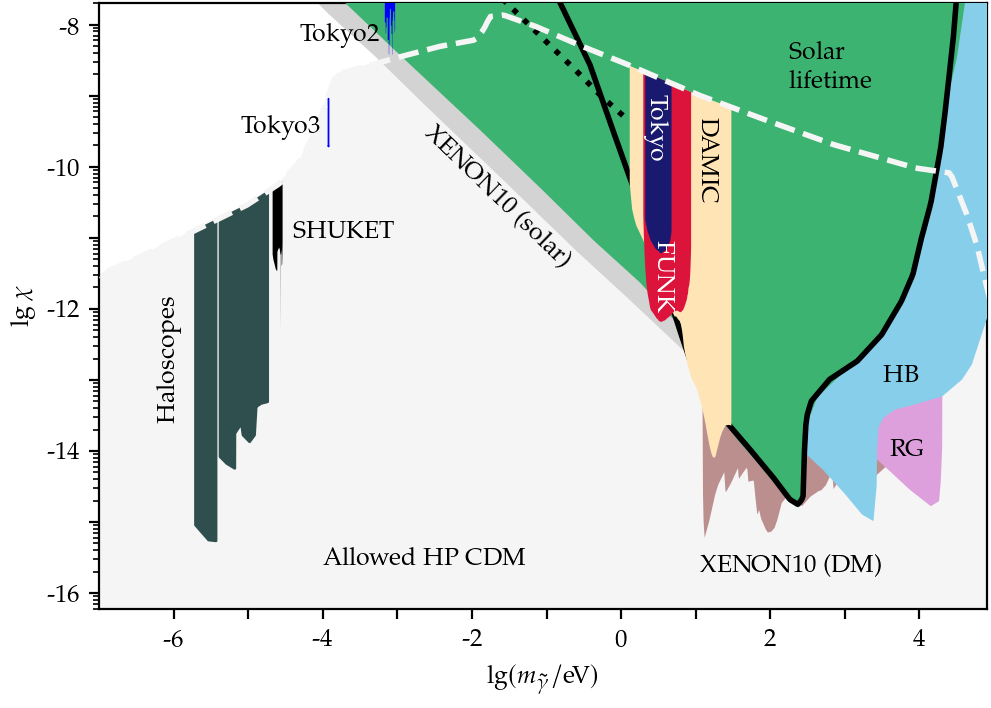 -8
-10
-12
-14
-16
lg χ
Tokyo2
Tokyo3
SHUKET
Haloscopes
XENON10 (solar)
Tokyo
FUNK
DAMIC
Solar
lifetime
HB
RG
Allowed HP CDM
XENON10 (DM)
-6
-4
-2
0
2
4
lg(m_γ̃/eV)